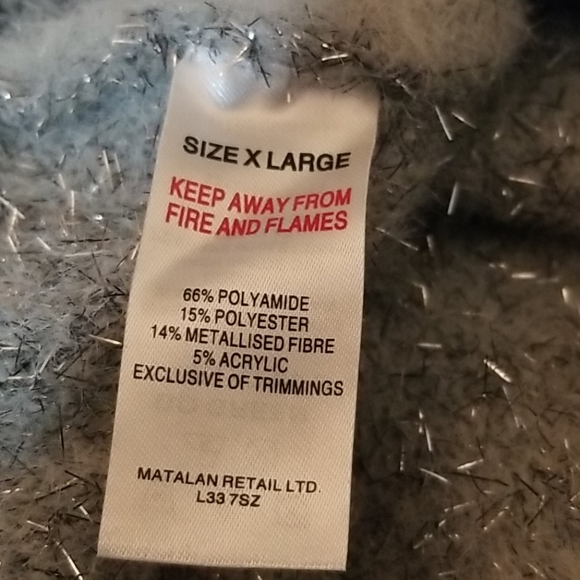 SIZE X LARGE
KEEP AWAY FROM
FIRE AND FLAMES
66% POLYAMIDE
15% POLYESTER
14% METALLISED FIBRE
5% ACRYLIC
EXCLUSIVE OF TRIMMINGS
MATALAN RETAIL LTD.
L33 7SZ